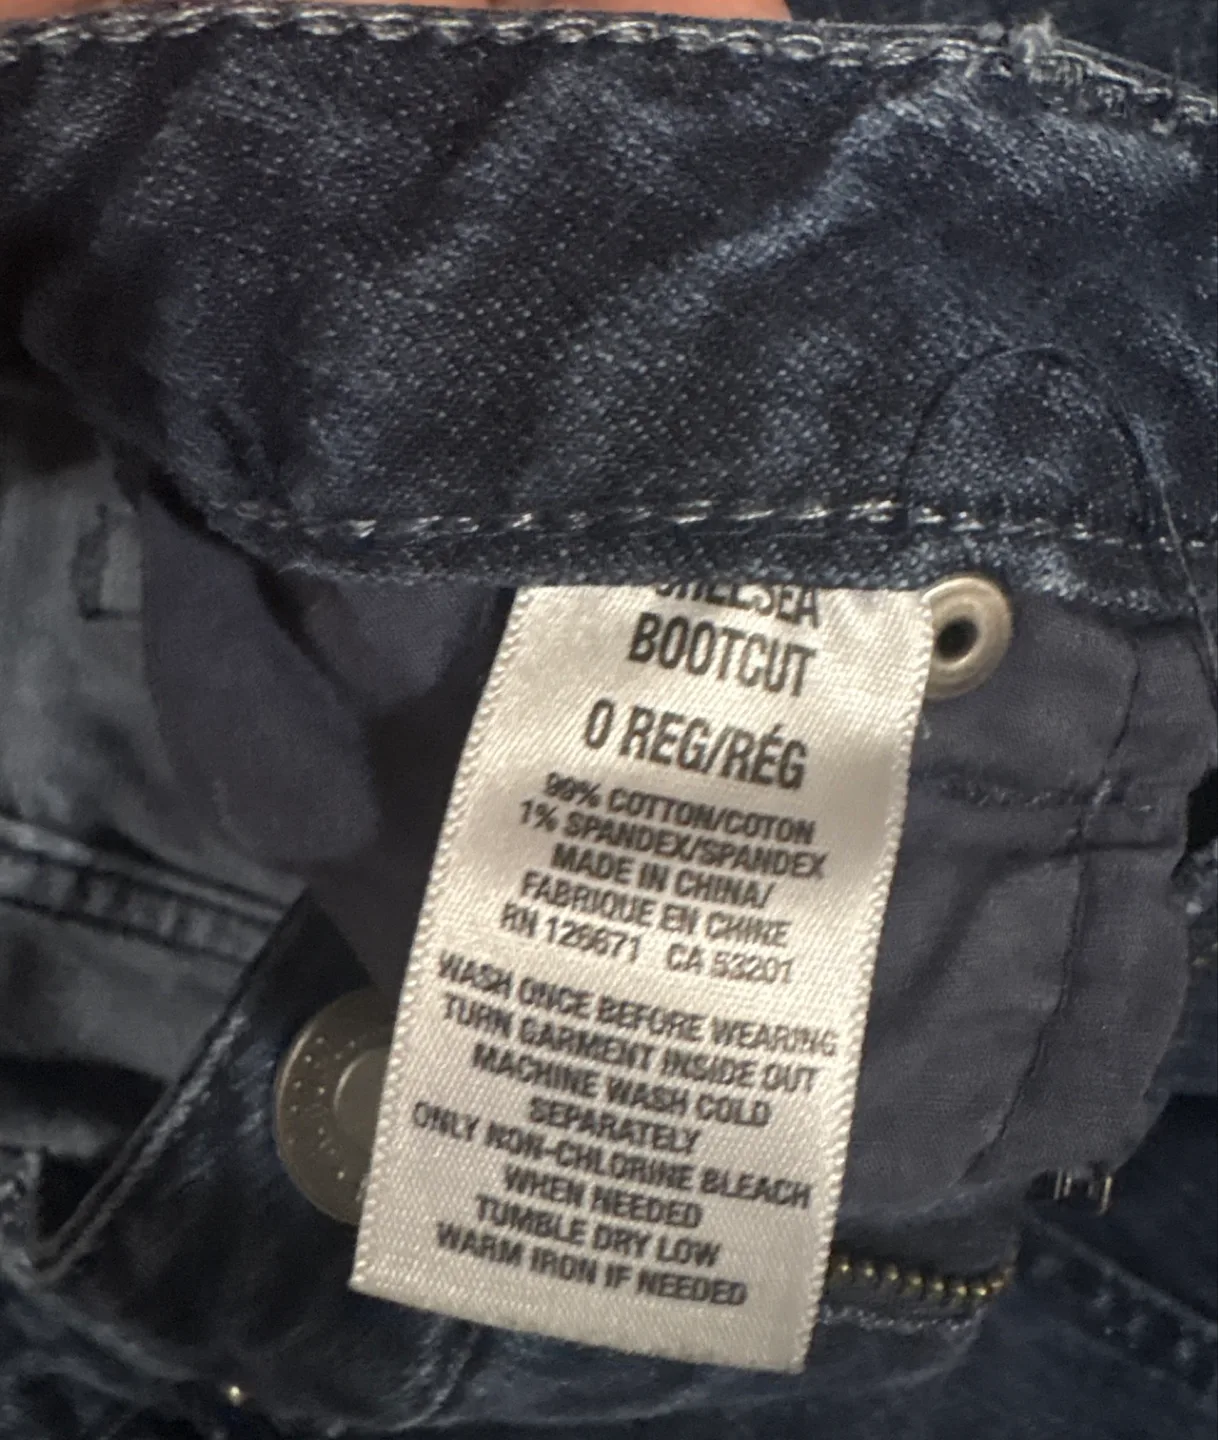 CHELSEA
BOOTCUT
0 REG/RÉG
99% COTTON/COTON
1% SPANDEX/SPANDEX
MADE IN CHINA/
FABRIQUE EN CHINE
RN 126671 CA 53201
WASH ONCE BEFORE WEARING
TURN GARMENT INSIDE OUT
MACHINE WASH COLD
SEPARATELY
ONLY NON-CHLORINE BLEACH
WHEN NEEDED
TUMBLE DRY LOW
WARM IRON IF NEEDED